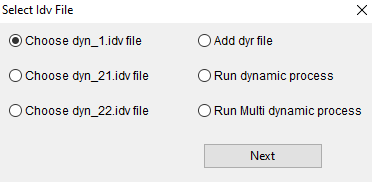 Select Idv File
Choose dyn_1.idv file
Add dyr file
Choose dyn_21.idv file
Run dynamic process
Choose dyn_22.idv file
Run Multi dynamic process
Next